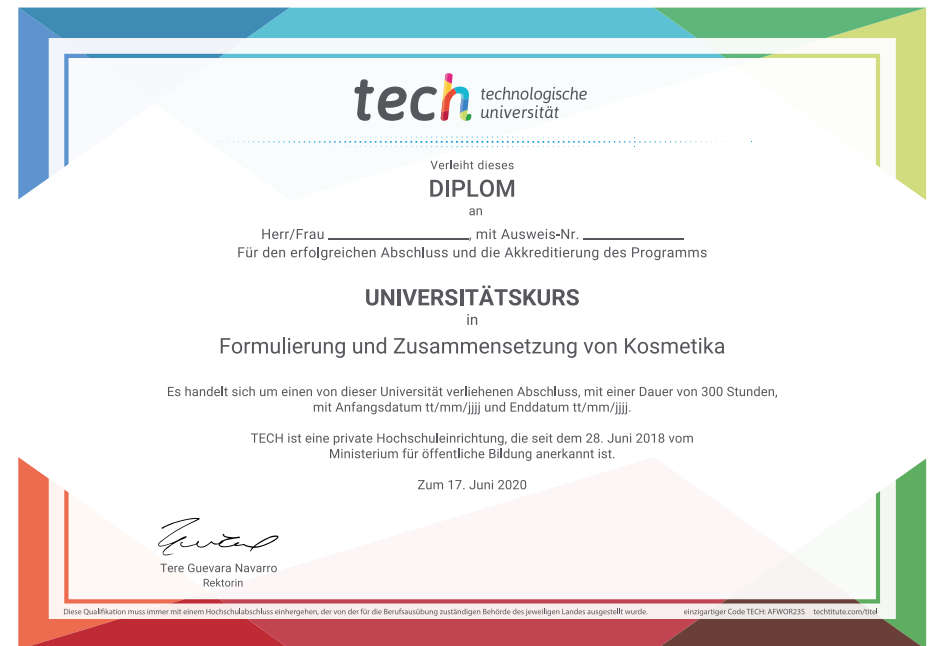 tech technologische
universität
Verleiht dieses
DIPLOM
an
Herr/Frau ____________, mit Ausweis-Nr. ____________
Für den erfolgreichen Abschluss und die Akkreditierung des Programms
UNIVERSITÄTSKURS
in
Formulierung und Zusammensetzung von Kosmetika
Es handelt sich um einen von dieser Universität verliehenen Abschluss, mit einer Dauer von 300 Stunden,
mit Anfangsdatum tt/mm/jjjj und Enddatum tt/mm/jjjj.
TECH ist eine private Hochschuleinrichtung, die seit dem 28. Juni 2018 vom
Ministerium für öffentliche Bildung anerkannt ist.
Zum 17. Juni 2020
Tere Guevara Navarro
Rektorin
Diese Qualifikation muss immer mit einem Hochschulabschluss einhergehen, der von der für die Berufsausübung zuständigen Behörde des jeweiligen Landes ausgestellt wurde. einzigartiger Code TECH: AFWOR235 techtitute.com/titel